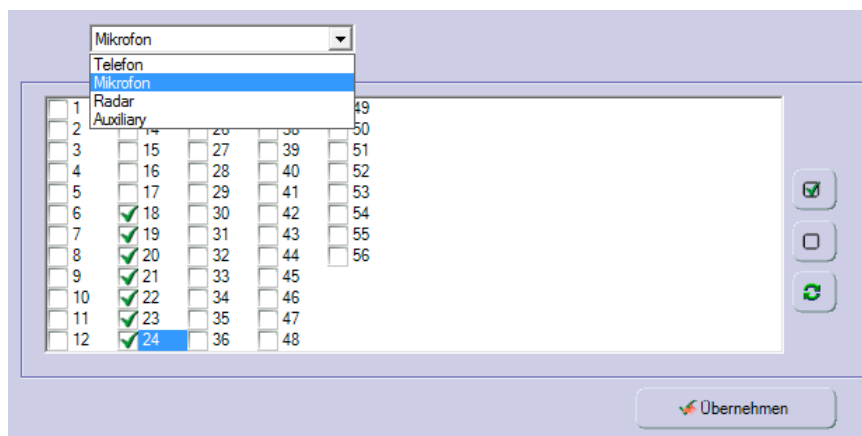 Mikrofon
Telefon
Mikrofon
Radar
Auxiliary
1 49
2 14 26 38 50
3 15 27 39 51
4 16 28 40 52
5 17 29 41 53
6 18 30 42 54
7 19 31 43 55
8 20 32 44 56
9 21 33 45
10 22 34 46
11 23 35 47
12 24 36 48
Übernehmen